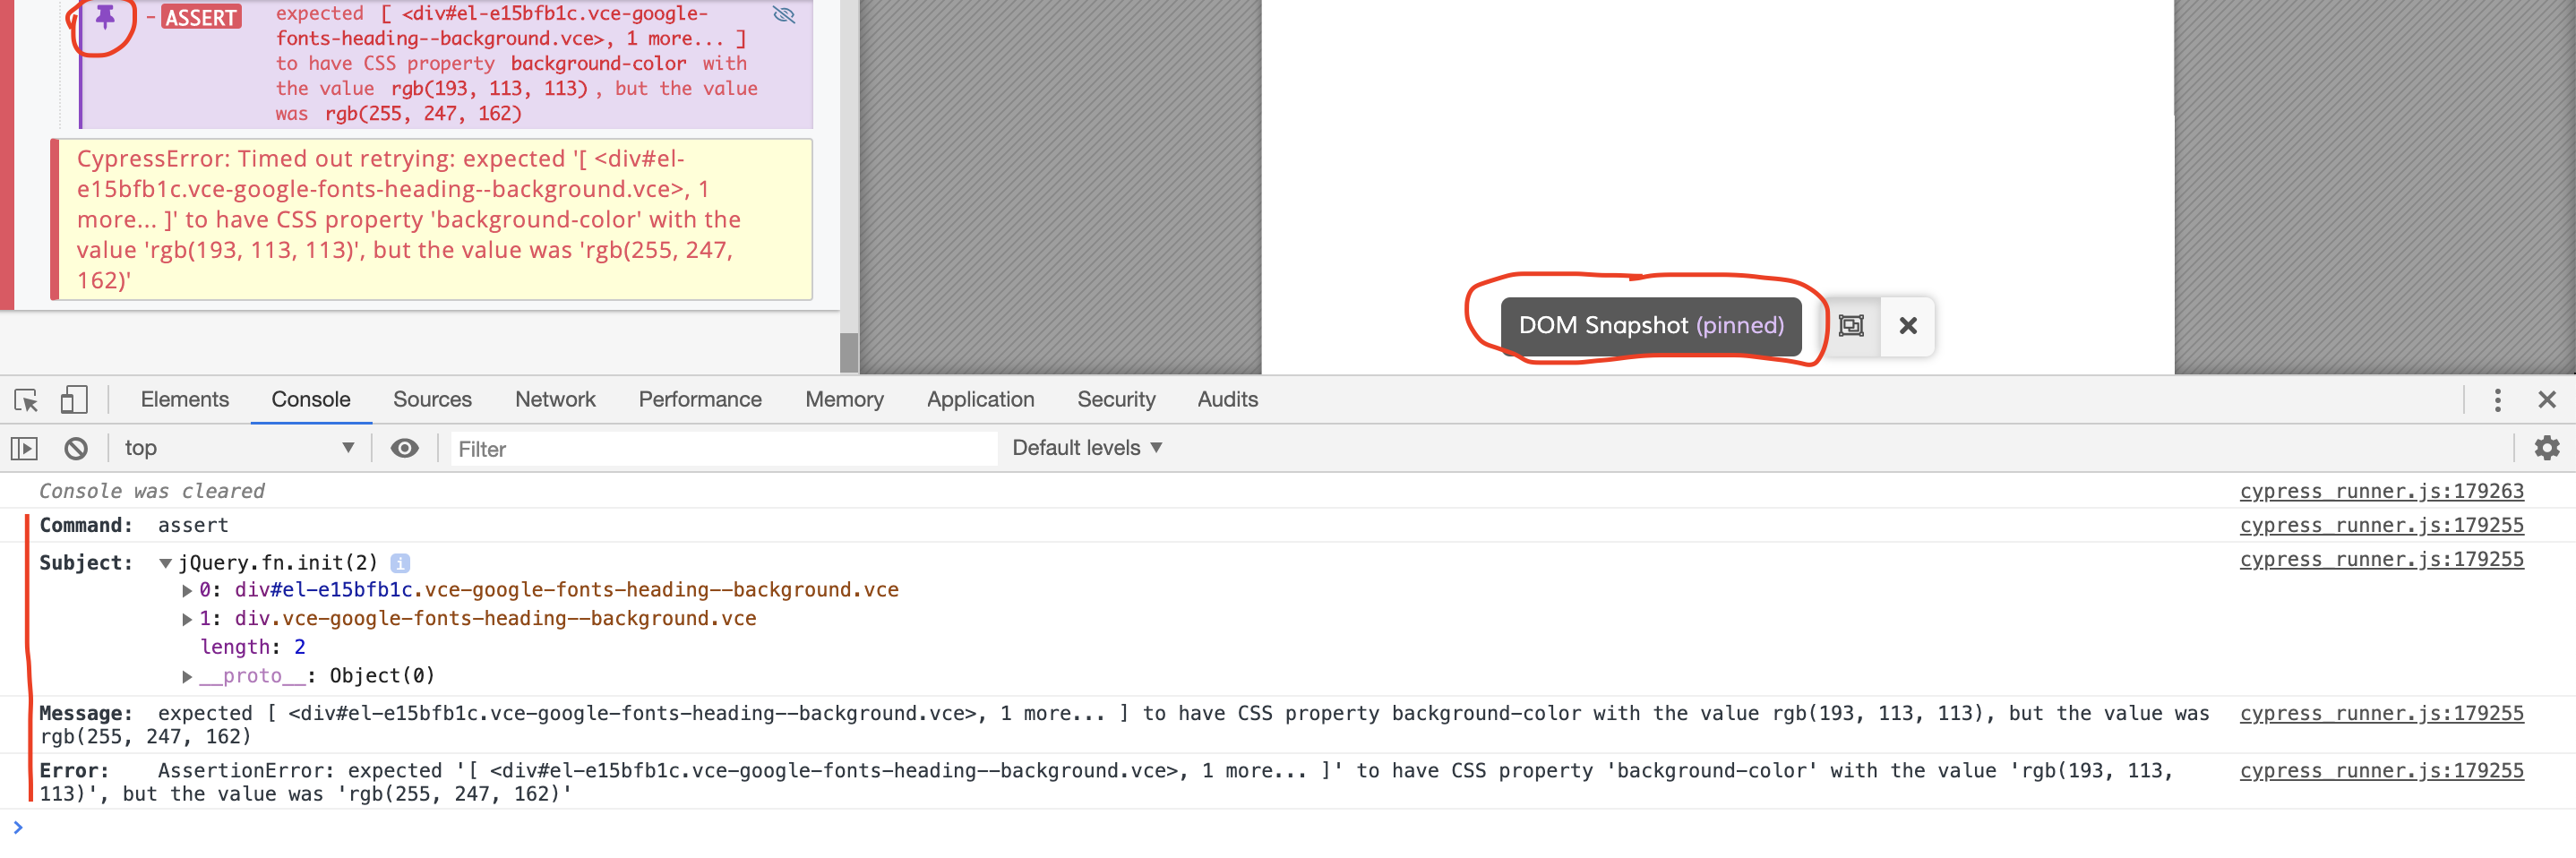 - ASSERT expected [ <div#el-e15bfb1c.vce-google-
fonts-heading--background.vce>, 1 more... ]
to have CSS property background-color with
the value rgb(193, 113, 113) , but the value
was rgb(255, 247, 162)
CypressError: Timed out retrying: expected '[ <div#el-
e15bfb1c.vce-google-fonts-heading--background.vce>, 1
more... ]' to have CSS property 'background-color' with the
value 'rgb(193, 113, 113)', but the value was 'rgb(255, 247,
162)'
DOM Snapshot (pinned)
Elements Console Sources Network Performance Memory Application Security Audits
top Filter Default levels
Console was cleared cypress_runner.js:179263
Command: assert cypress_runner.js:179255
Subject: jQuery.fn.init(2) i cypress_runner.js:179255
0: div#el-e15bfb1c.vce-google-fonts-heading--background.vce
1: div.vce-google-fonts-heading--background.vce
length: 2
__proto__: Object(0)
Message: expected [ <div#el-e15bfb1c.vce-google-fonts-heading--background.vce>, 1 more... ] to have CSS property background-color with the value rgb(193, 113, 113), but the value was cypress_runner.js:179255
rgb(255, 247, 162)
Error: AssertionError: expected '[ <div#el-e15bfb1c.vce-google-fonts-heading--background.vce>, 1 more... ]' to have CSS property 'background-color' with the value 'rgb(193, 113, cypress_runner.js:179255
113)', but the value was 'rgb(255, 247, 162)'